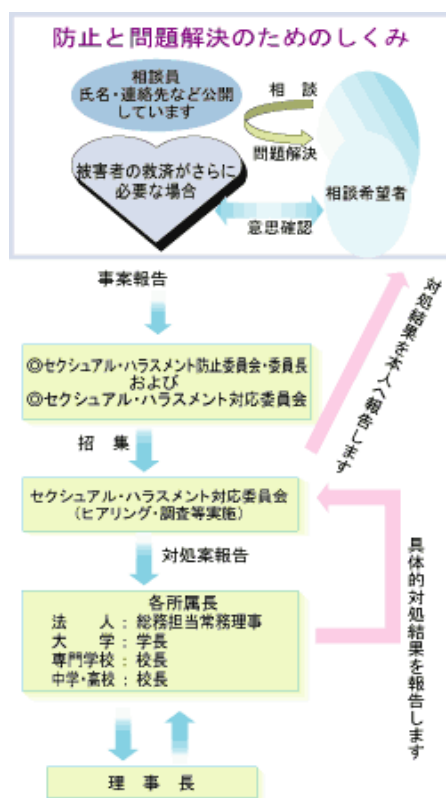 防止と問題解決のためのしくみ
相談員
氏名・連絡先など公開
しています
相　談
問題解決
被害者の救済がさらに
必要な場合
相談希望者
意思確認
事案報告
◎セクシュアル・ハラスメント防止委員会・委員長
および
◎セクシュアル・ハラスメント対応委員会
対処結果を本人へ報告します
招　集
セクシュアル・ハラスメント対応委員会
（ヒアリング・調査等実施）
対処案報告
具体的対処結果を報告します
各所属長
法　　人：総務担当常務理事
大　　学：学長
専門学校：校長
中学・高校：校長
理　事　長